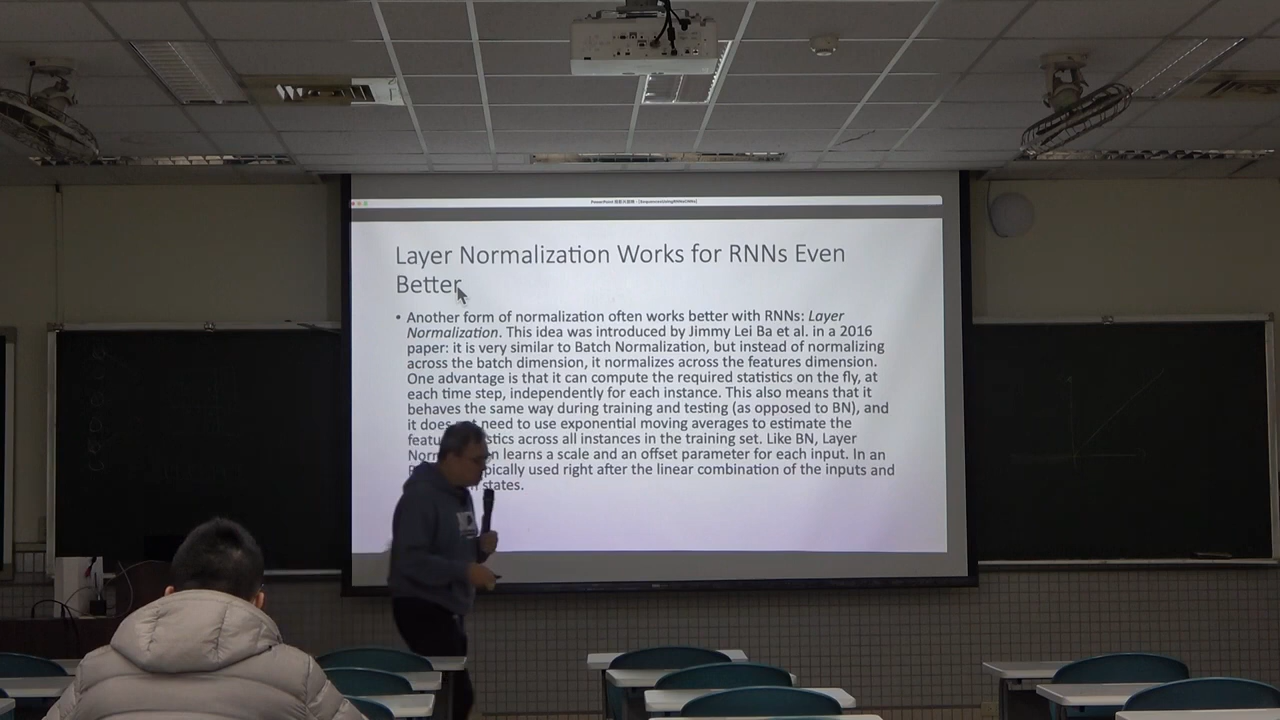 Layer Normalization Works for RNNs Even
Better
• Another form of normalization often works better with RNNs: Layer
Normalization. This idea was introduced by Jimmy Lei Ba et al. in a 2016
paper: it is very similar to Batch Normalization, but instead of normalizing
across the batch dimension, it normalizes across the features dimension.
One advantage is that it can compute the required statistics on the fly, at
each time step, independently for each instance. This also means that it
behaves the same way during training and testing (as opposed to BN), and
it does need to use exponential moving averages to estimate the
across all instances in the training set. Like BN, Layer
learns a scale and an offset parameter for each input. In an
used right after the linear combination of the inputs and
states.